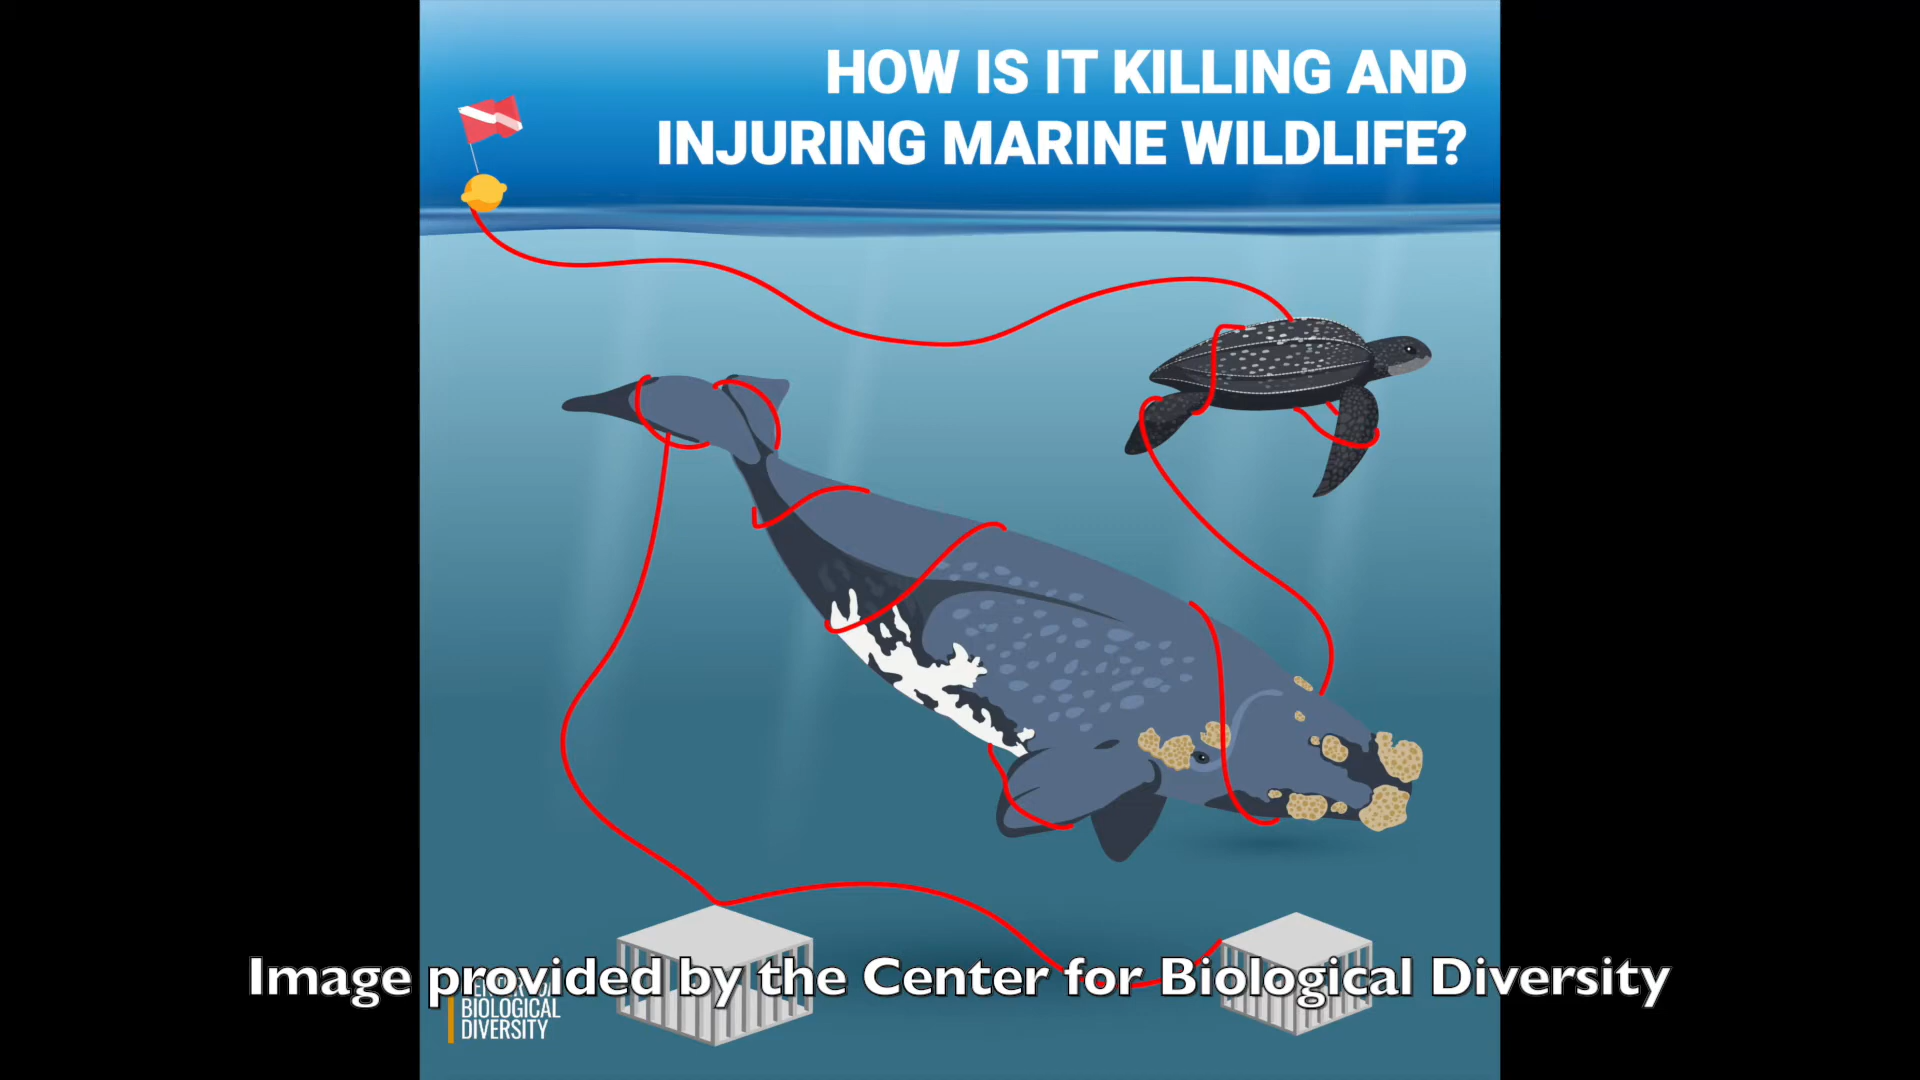 HOW IS IT KILLING AND
INJURING MARINE WILDLIFE?
Image provided by the Center for Biological Diversity
BIOLOGICAL
DIVERSITY